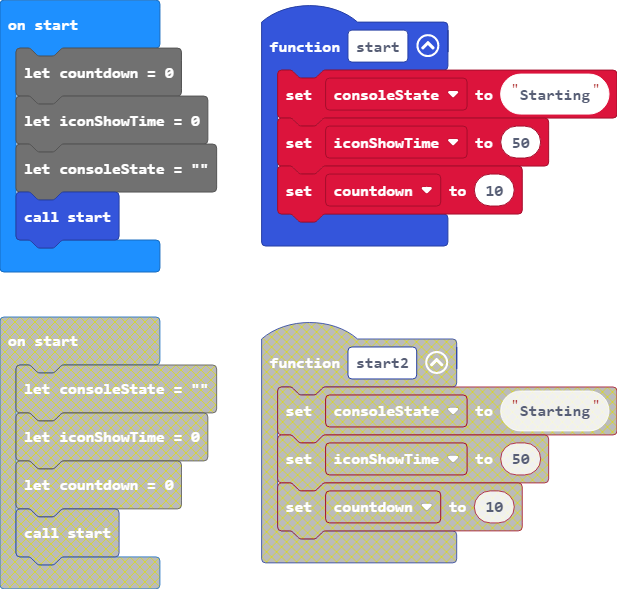 on start
let countdown = 0
let iconShowTime = 0
let consoleState = ""
call start
function start
set consoleState to "Starting"
set iconShowTime to 50
set countdown to 10
on start
let consoleState = ""
let iconShowTime = 0
let countdown = 0
call start
function start2
set consoleState to "Starting"
set iconShowTime to 50
set countdown to 10